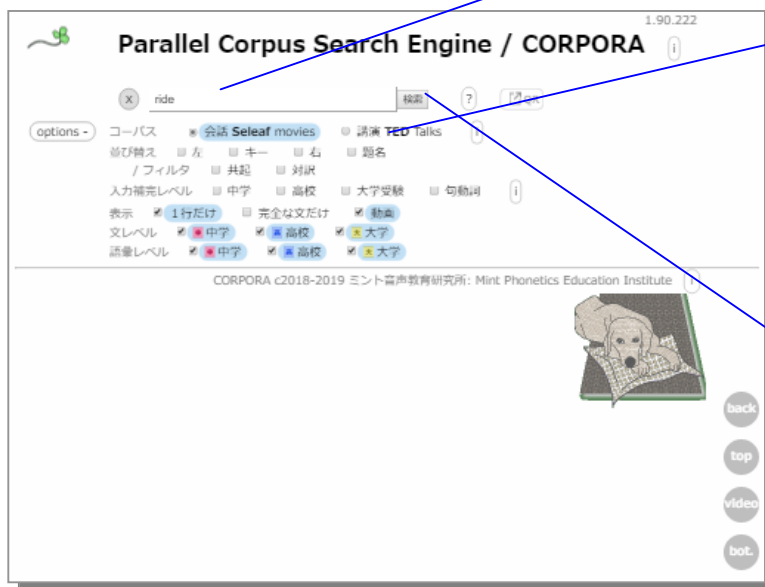 1.90.222
Parallel Corpus Search Engine / CORPORA i
X ride 検索 ?
options - コーパス 会話 Seleaf movies 講演 TED Talks
並び替え 左 キー 右 題名
/ フィルタ 共起 対訳
入力補完レベル 中学 高校 大学受験 句動詞 i
表示 1行だけ 完全な文だけ 動画
文レベル 中学 高校 大学
語彙レベル 中学 高校 大学
CORPORA c2018-2019 ミント音声教育研究所: Mint Phonetics Education Institute i
back
top
video
bot.